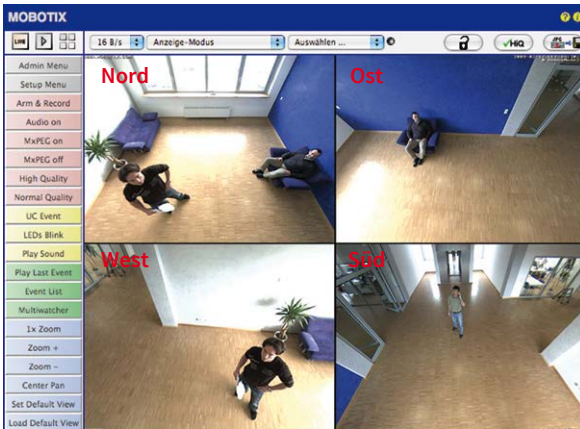 MOBOTIX
LIVE
16 B/s
Anzeige-Modus
Auswählen ...
HiQ
JPG
Admin Menu
Setup Menu
Arm & Record
Audio on
MxPEG on
MxPEG off
High Quality
Normal Quality
UC Event
LEDs Blink
Play Sound
Play Last Event
Event List
Multiwatcher
1x Zoom
Zoom +
Zoom –
Center Pan
Set Default View
Load Default View
Nord
Ost
West
Süd